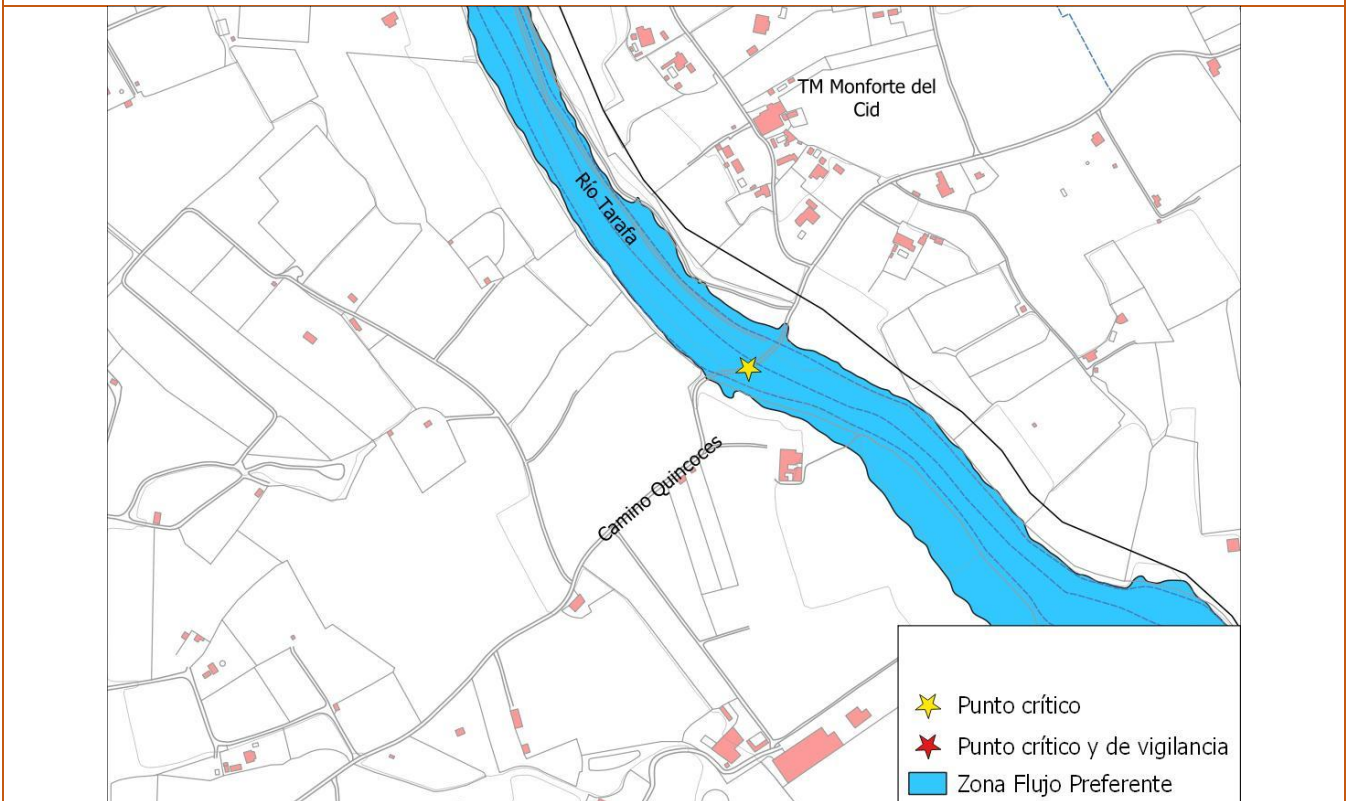 TM Monforte del
Cid
Río Tarafa
Camino Quincoces
Punto crítico
Punto crítico y de vigilancia
Zona Flujo Preferente